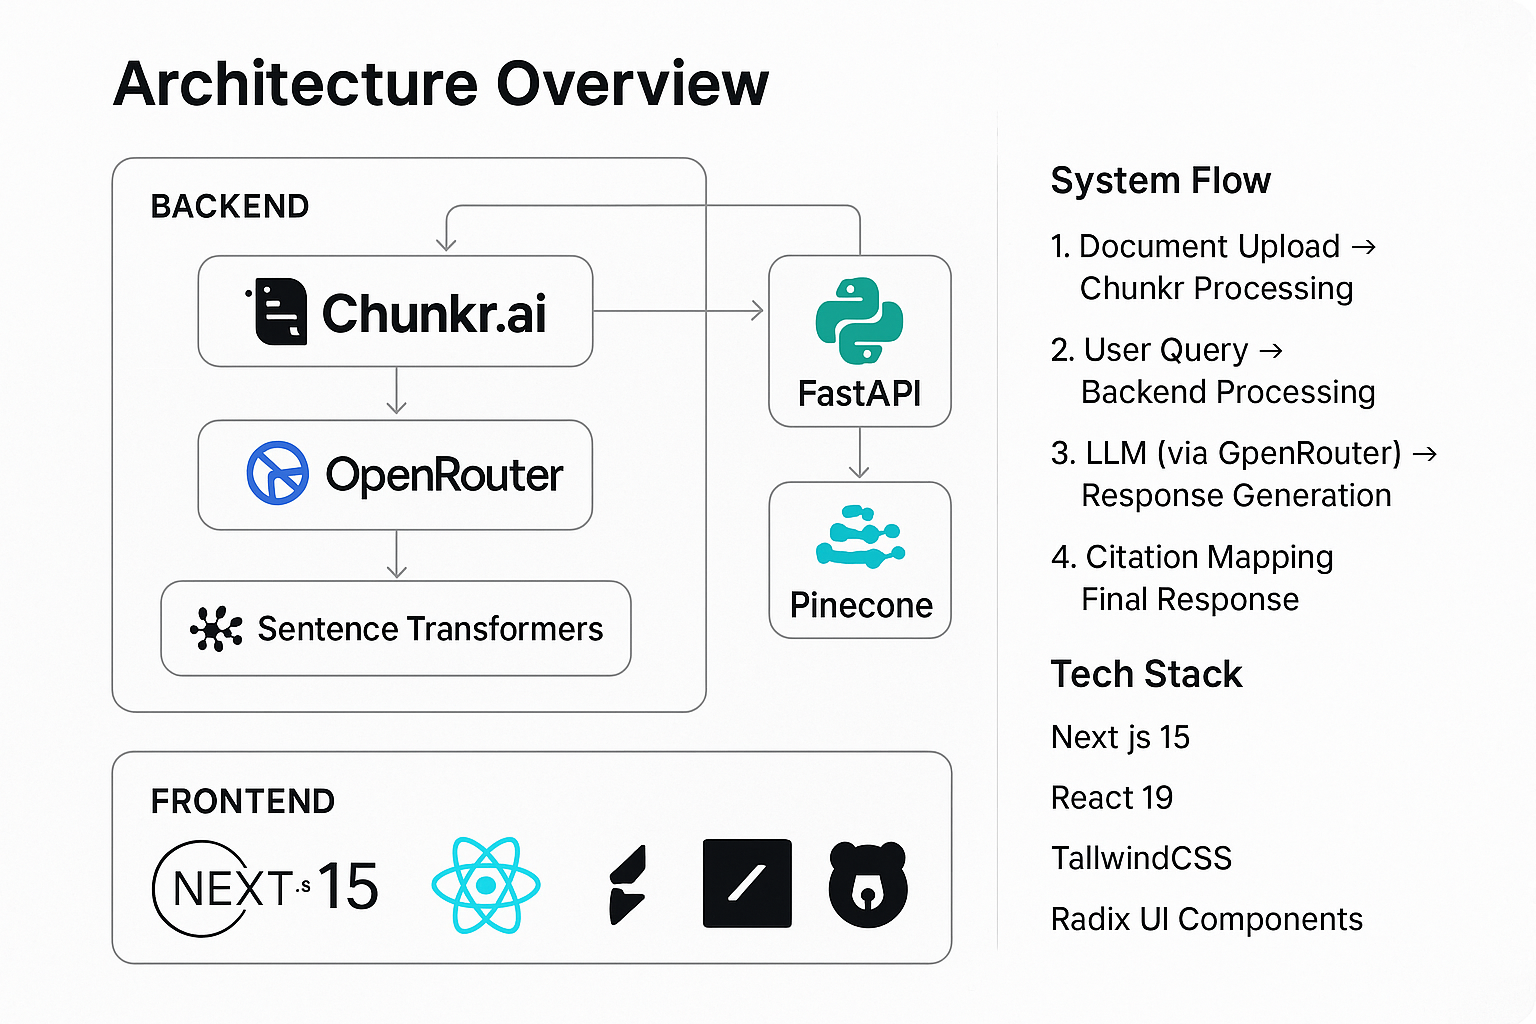 Architecture Overview
BACKEND
Chunkr.ai
OpenRouter
Sentence Transformers
FastAPI
Pinecone
FRONTEND
NEXT.s 15
System Flow
1. Document Upload →
Chunkr Processing
2. User Query →
Backend Processing
3. LLM (via GpenRouter) →
Response Generation
4. Citation Mapping
Final Response
Tech Stack
Next js 15
React 19
TallwindCSS
Radix UI Components